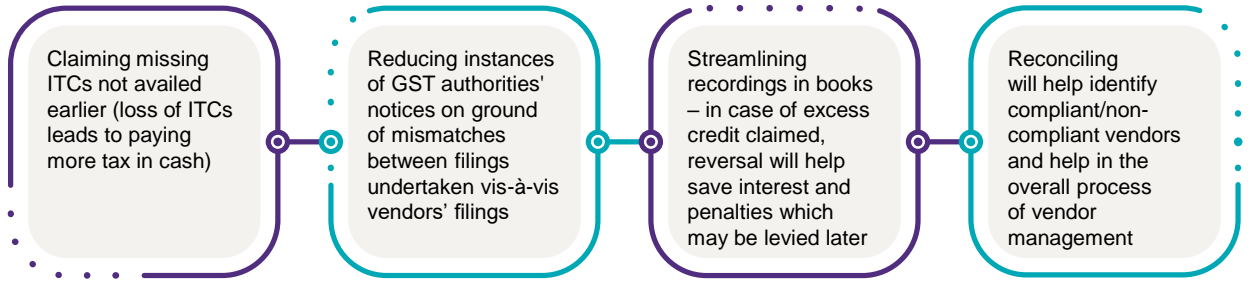 Claiming missing
ITCs not availed
earlier (loss of ITCs
leads to paying
more tax in cash)
Reducing instances
of GST authorities'
notices on ground
of mismatches
between filings
undertaken vis-à-vis
vendors’ filings
Streamlining
recordings in books
– in case of excess
credit claimed,
reversal will help
save interest and
penalties which
may be levied later
Reconciling
will help identify
compliant/non-
compliant vendors
and help in the
overall process
of vendor
management